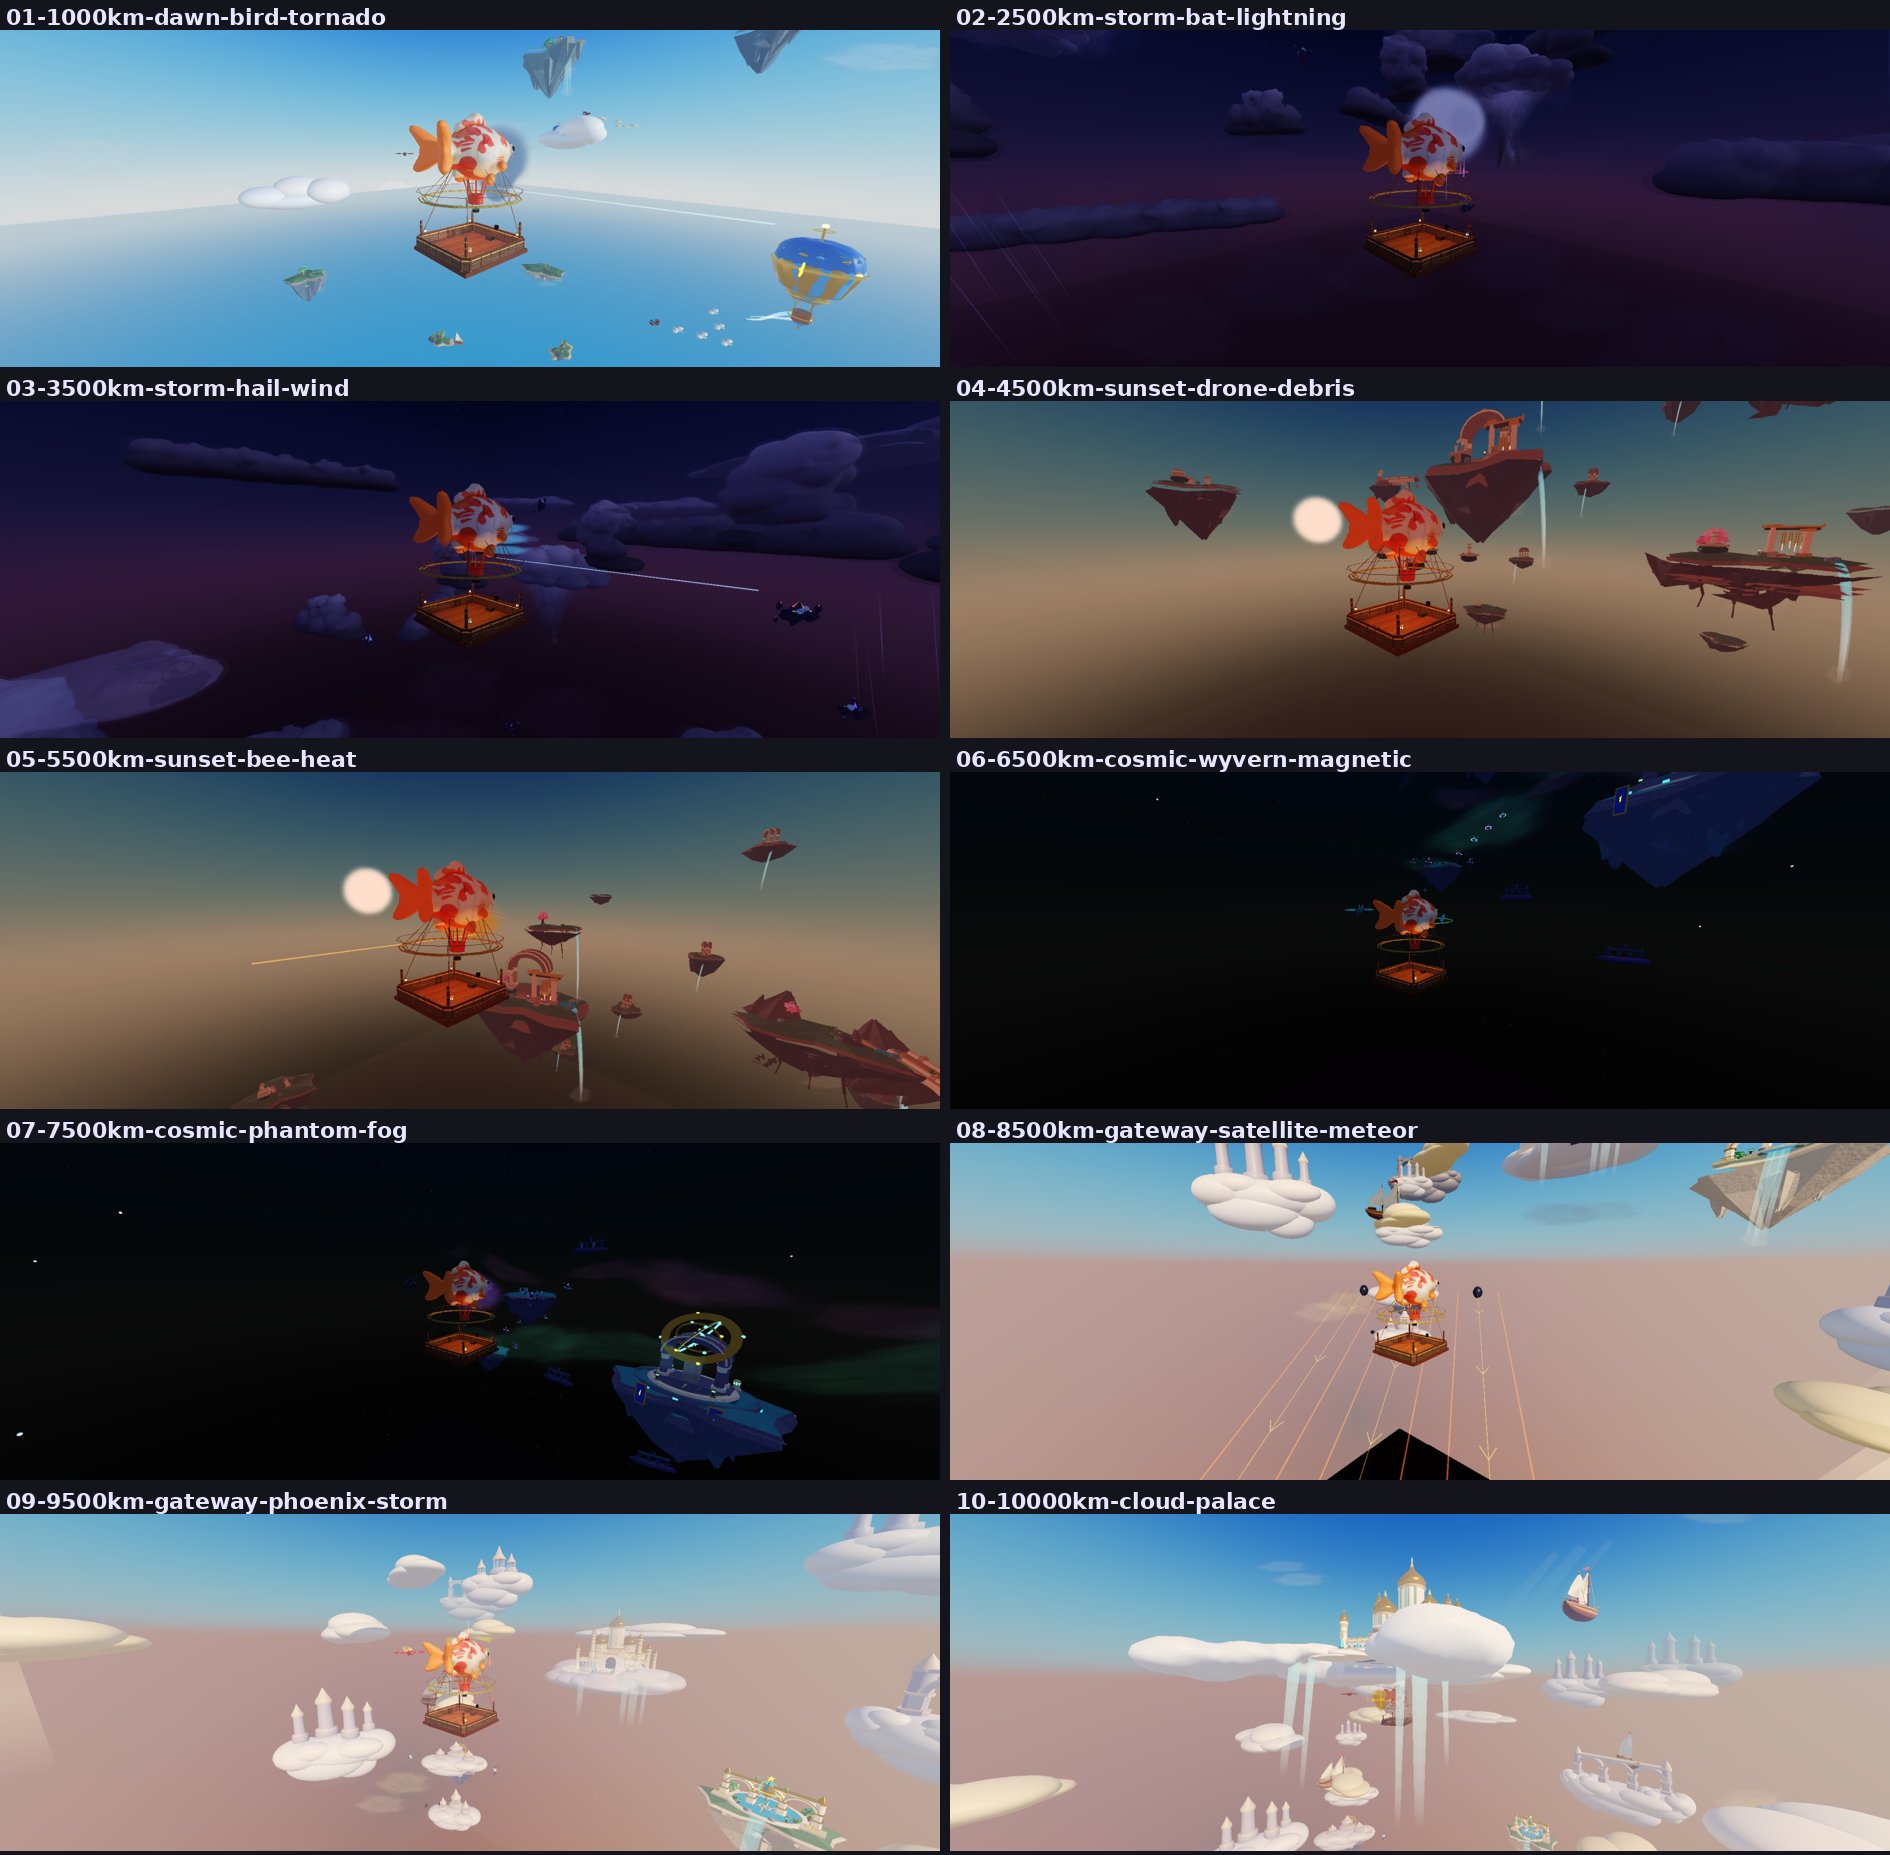 01-1000km-dawn-bird-tornado
02-2500km-storm-bat-lightning
03-3500km-storm-hail-wind
04-4500km-sunset-drone-debris
05-5500km-sunset-bee-heat
06-6500km-cosmic-wyvern-magnetic
07-7500km-cosmic-phantom-fog
08-8500km-gateway-satellite-meteor
09-9500km-gateway-phoenix-storm
10-10000km-cloud-palace